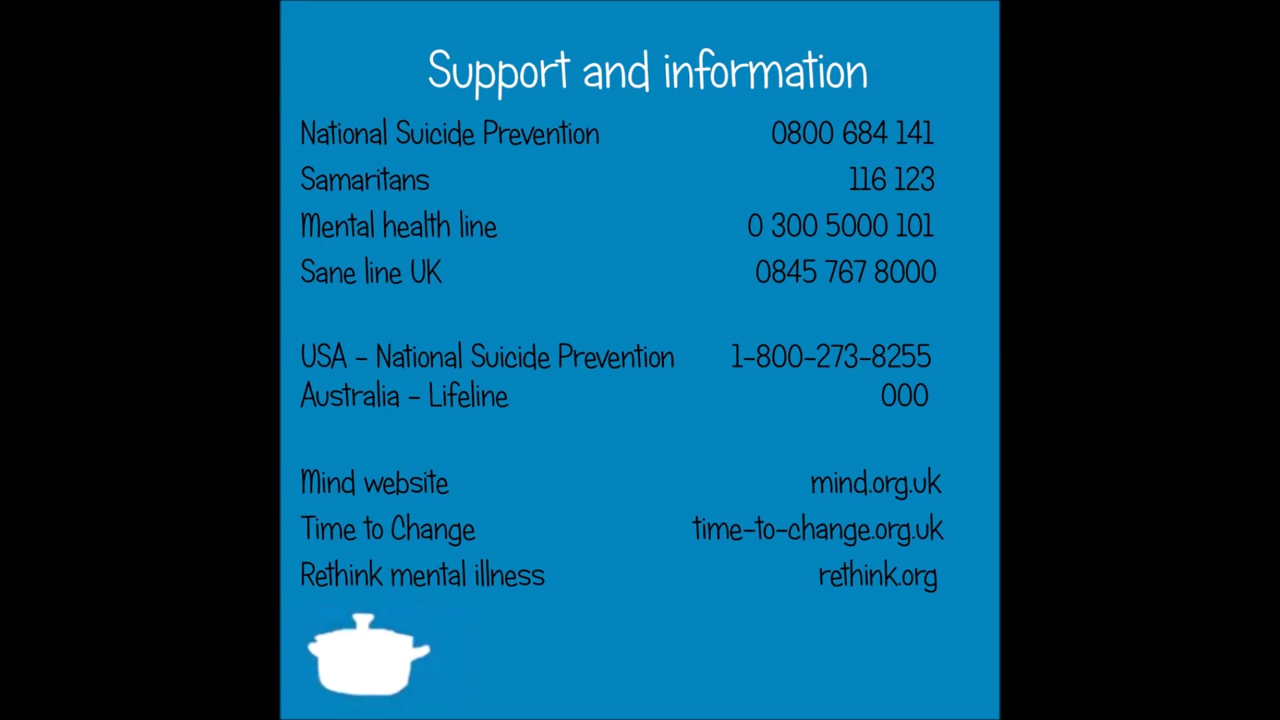 Support and information
National Suicide Prevention 0800 684 141
Samaritans 116 123
Mental health line 0 300 5000 101
Sane line UK 0845 767 8000
USA - National Suicide Prevention 1-800-273-8255
Australia - Lifeline 000
Mind website mind.org.uk
Time to Change time-to-change.org.uk
Rethink mental illness rethink.org